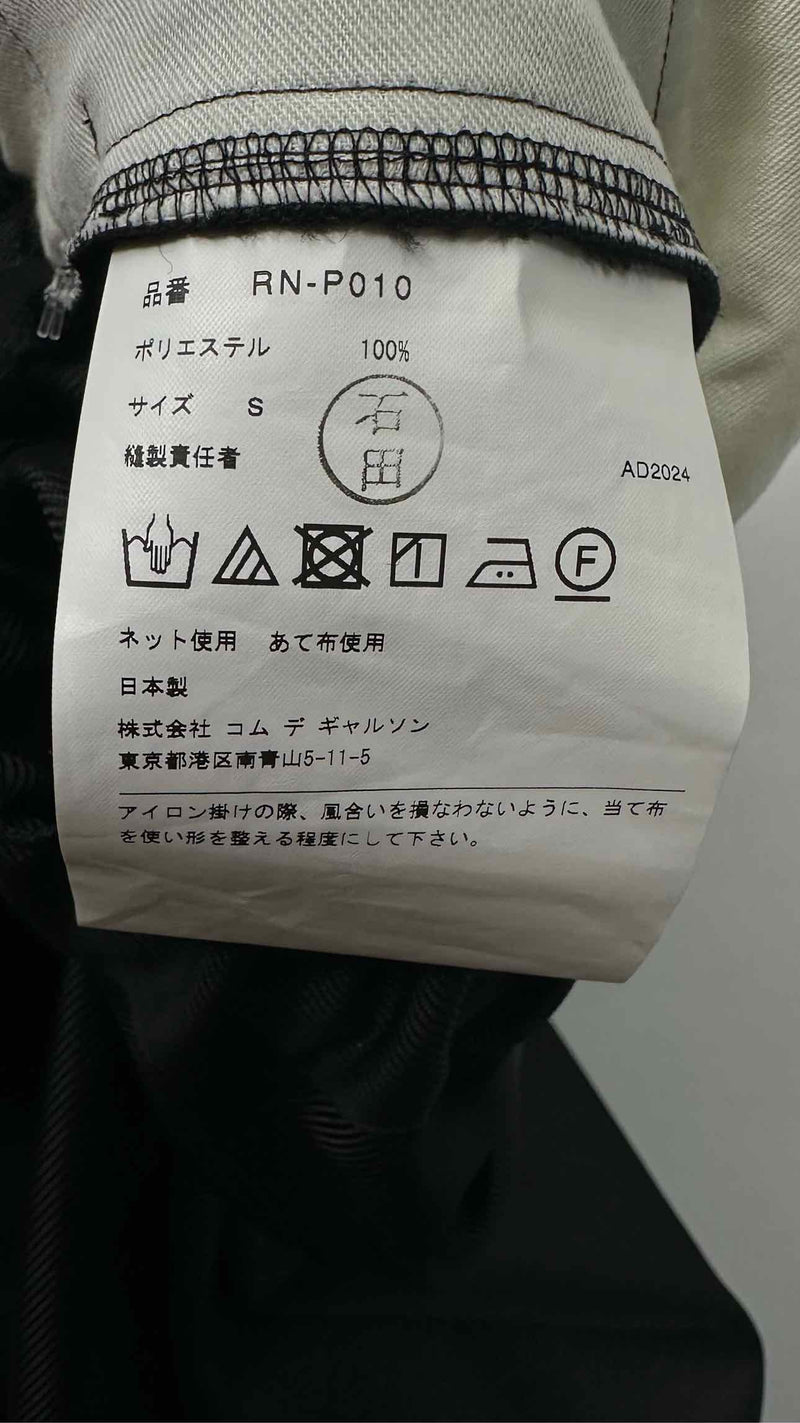 品番 RN-P010
ポリエステル 100%
サイズ S
縫製責任者 石田
AD2024
F
ネット使用 あて布使用
日本製
株式会社 コム デ ギャルソン
東京都港区南青山5-11-5
アイロン掛けの際、風合いを損なわないように、当て布
を使い形を整える程度にして下さい。